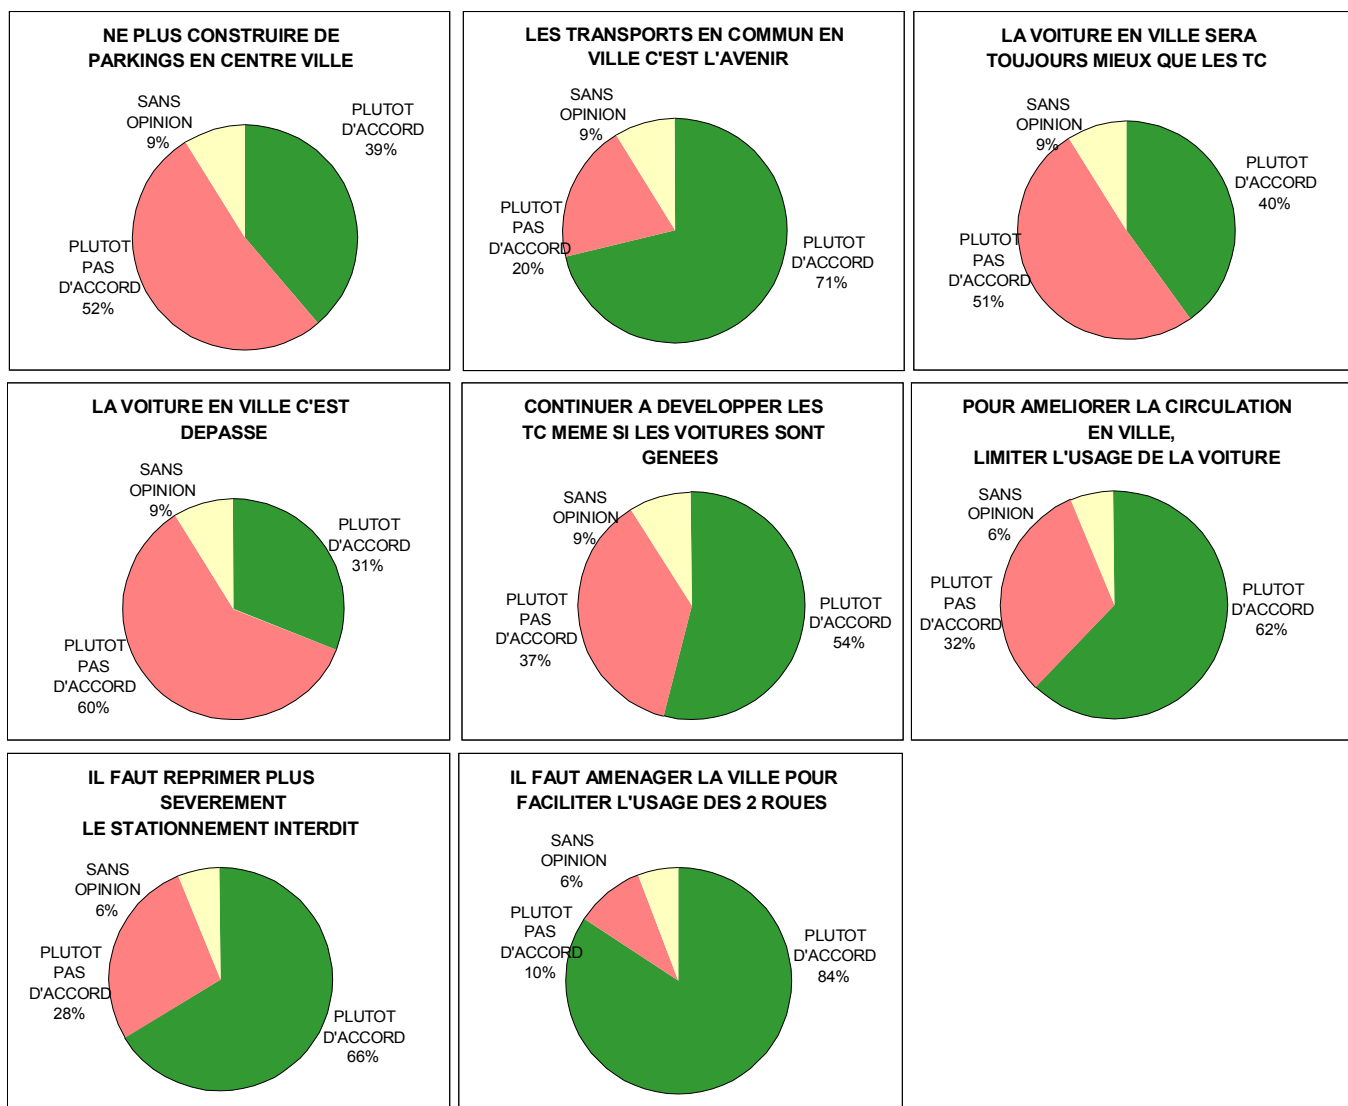 NE PLUS CONSTRUIRE DE
PARKINGS EN CENTRE VILLE
SANS
OPINION
9%
PLUTOT
D'ACCORD
39%
PLUTOT
PAS
D'ACCORD
52%
LES TRANSPORTS EN COMMUN EN
VILLE C'EST L'AVENIR
SANS
OPINION
9%
PLUTOT
PAS
D'ACCORD
20%
PLUTOT
D'ACCORD
71%
LA VOITURE EN VILLE SERA
TOUJOURS MIEUX QUE LES TC
SANS
OPINION
9%
PLUTOT
D'ACCORD
40%
PLUTOT
PAS
D'ACCORD
51%
LA VOITURE EN VILLE C'EST
DEPASSE
SANS
OPINION
9%
PLUTOT
D'ACCORD
31%
PLUTOT
PAS
D'ACCORD
60%
CONTINUER A DEVELOPPER LES
TC MEME SI LES VOITURES SONT
GENEES
SANS
OPINION
9%
PLUTOT
PAS
D'ACCORD
37%
PLUTOT
D'ACCORD
54%
POUR AMELIORER LA CIRCULATION
EN VILLE,
LIMITER L'USAGE DE LA VOITURE
SANS
OPINION
6%
PLUTOT
PAS
D'ACCORD
32%
PLUTOT
D'ACCORD
62%
IL FAUT REPRIMER PLUS
SEVEREMENT
LE STATIONNEMENT INTERDIT
SANS
OPINION
6%
PLUTOT
PAS
D'ACCORD
28%
PLUTOT
D'ACCORD
66%
IL FAUT AMENAGER LA VILLE POUR
FACILITER L'USAGE DES 2 ROUES
SANS
OPINION
6%
PLUTOT
PAS
D'ACCORD
10%
PLUTOT
D'ACCORD
84%